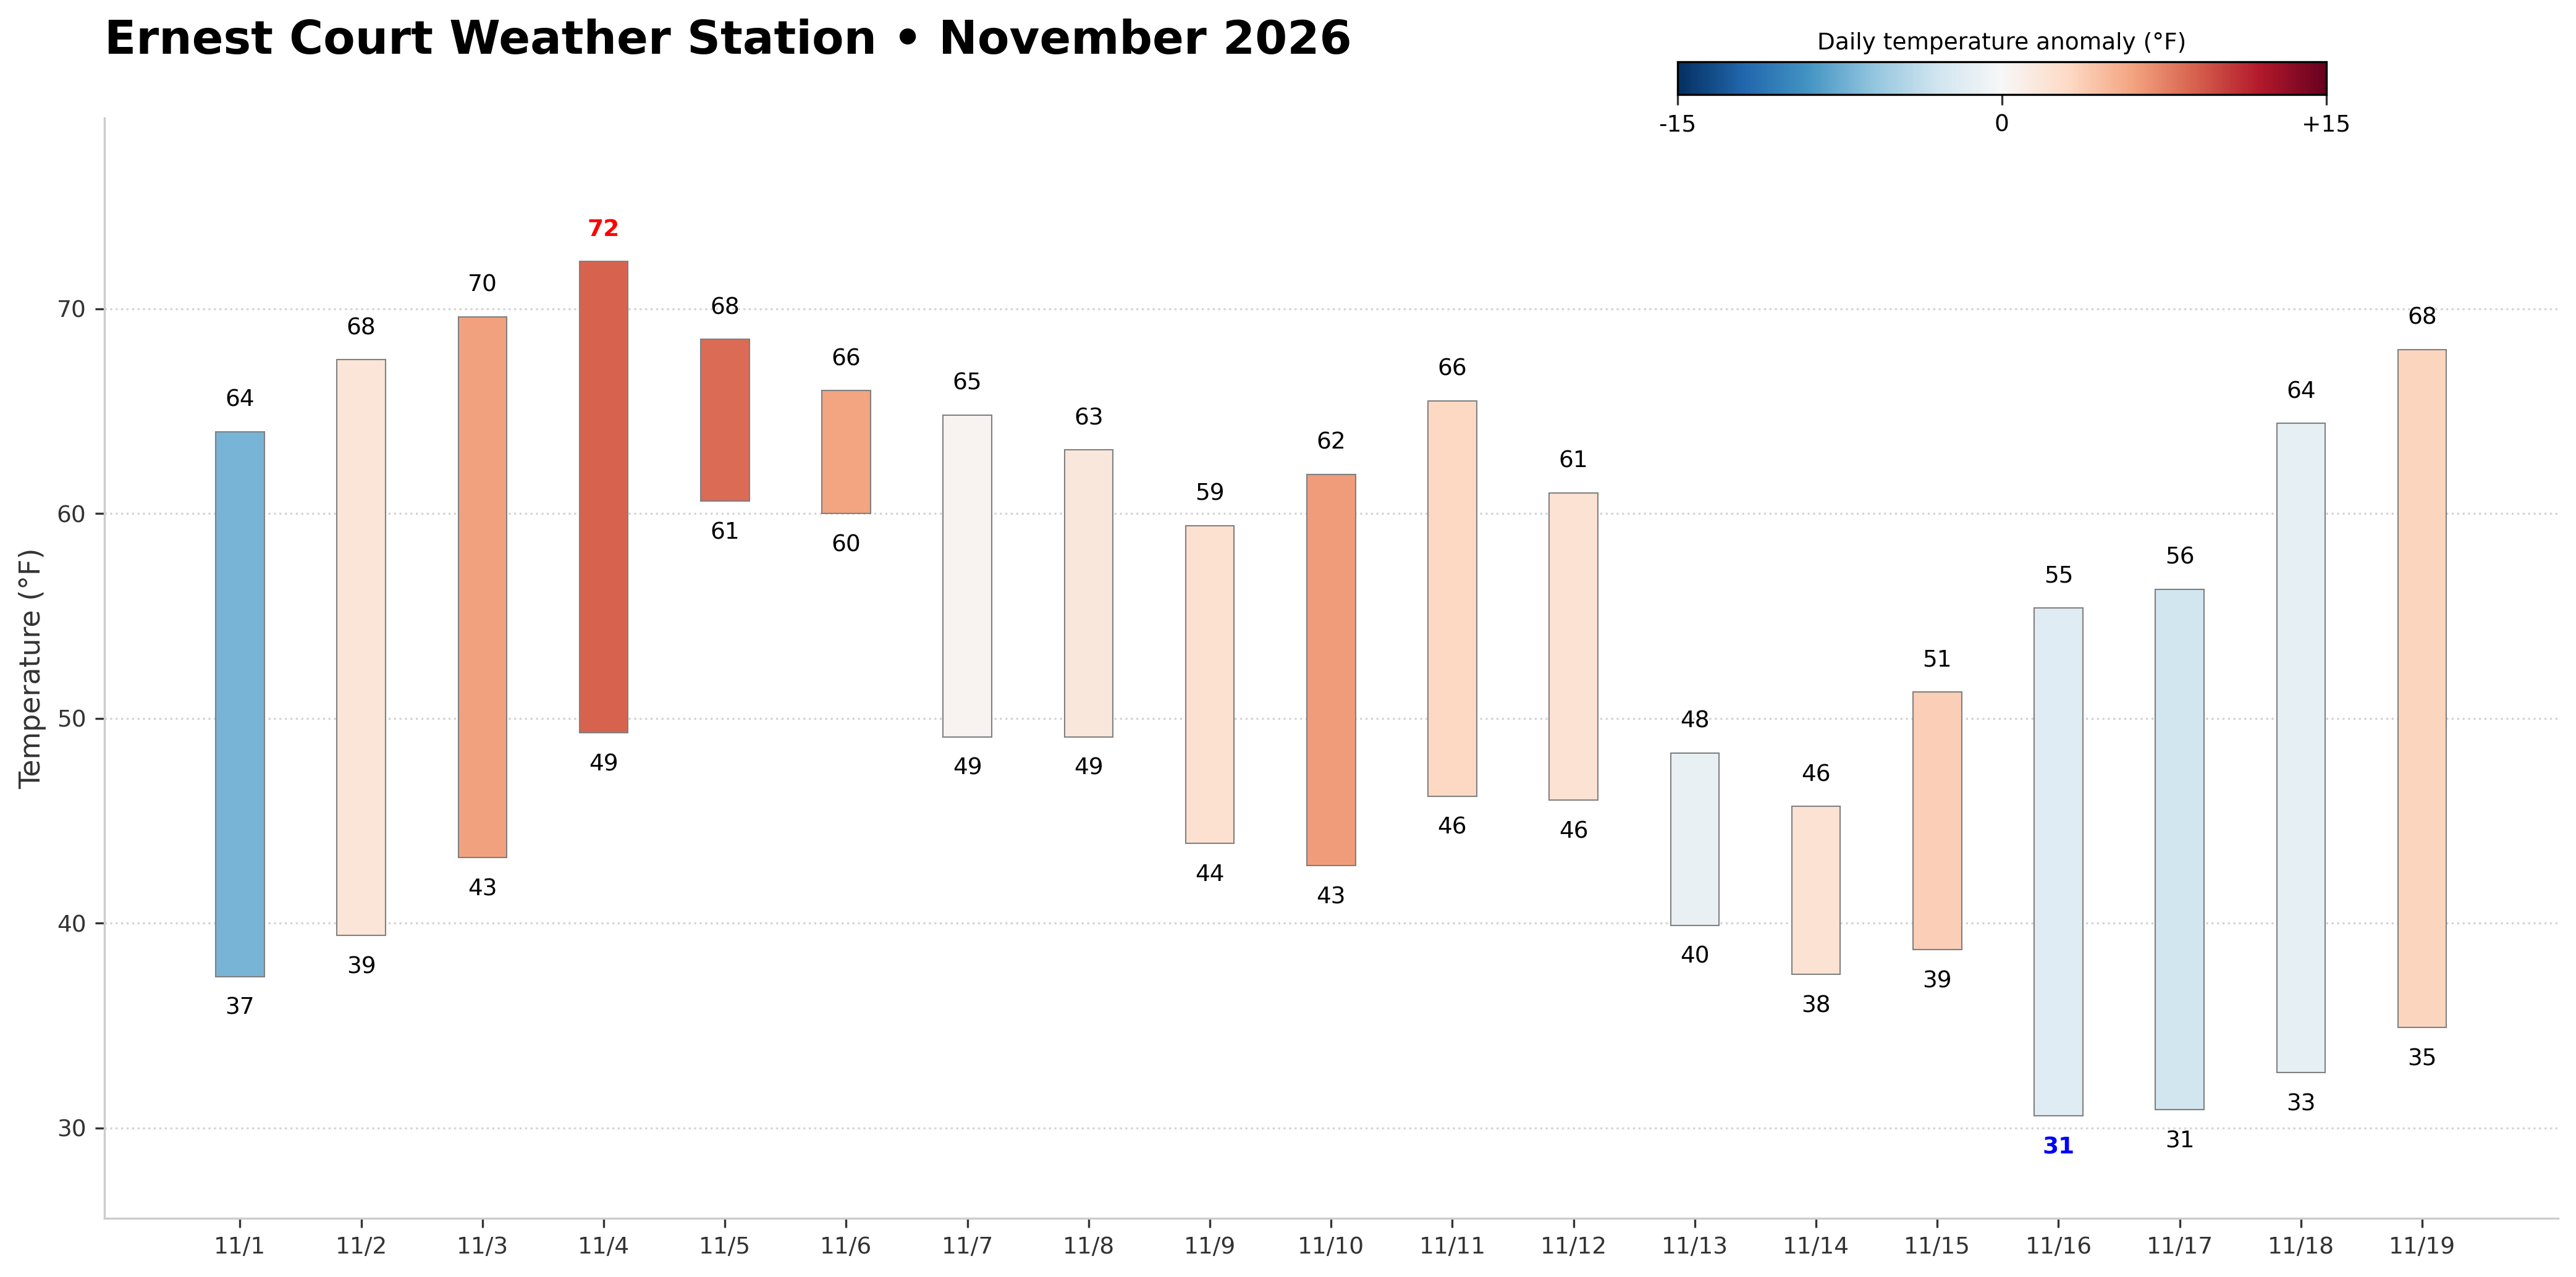 Ernest Court Weather Station • November 2026
Daily temperature anomaly (°F)
-15 0 +15
Temperature (°F)
70
60
50
40
30
64 68 70 72 68 66 65 63 59 62 66 61 48 46 51 55 56 64 68
37 39 43 49 61 60 49 49 44 43 46 46 40 38 39 31 31 33 35
11/1 11/2 11/3 11/4 11/5 11/6 11/7 11/8 11/9 11/10 11/11 11/12 11/13 11/14 11/15 11/16 11/17 11/18 11/19